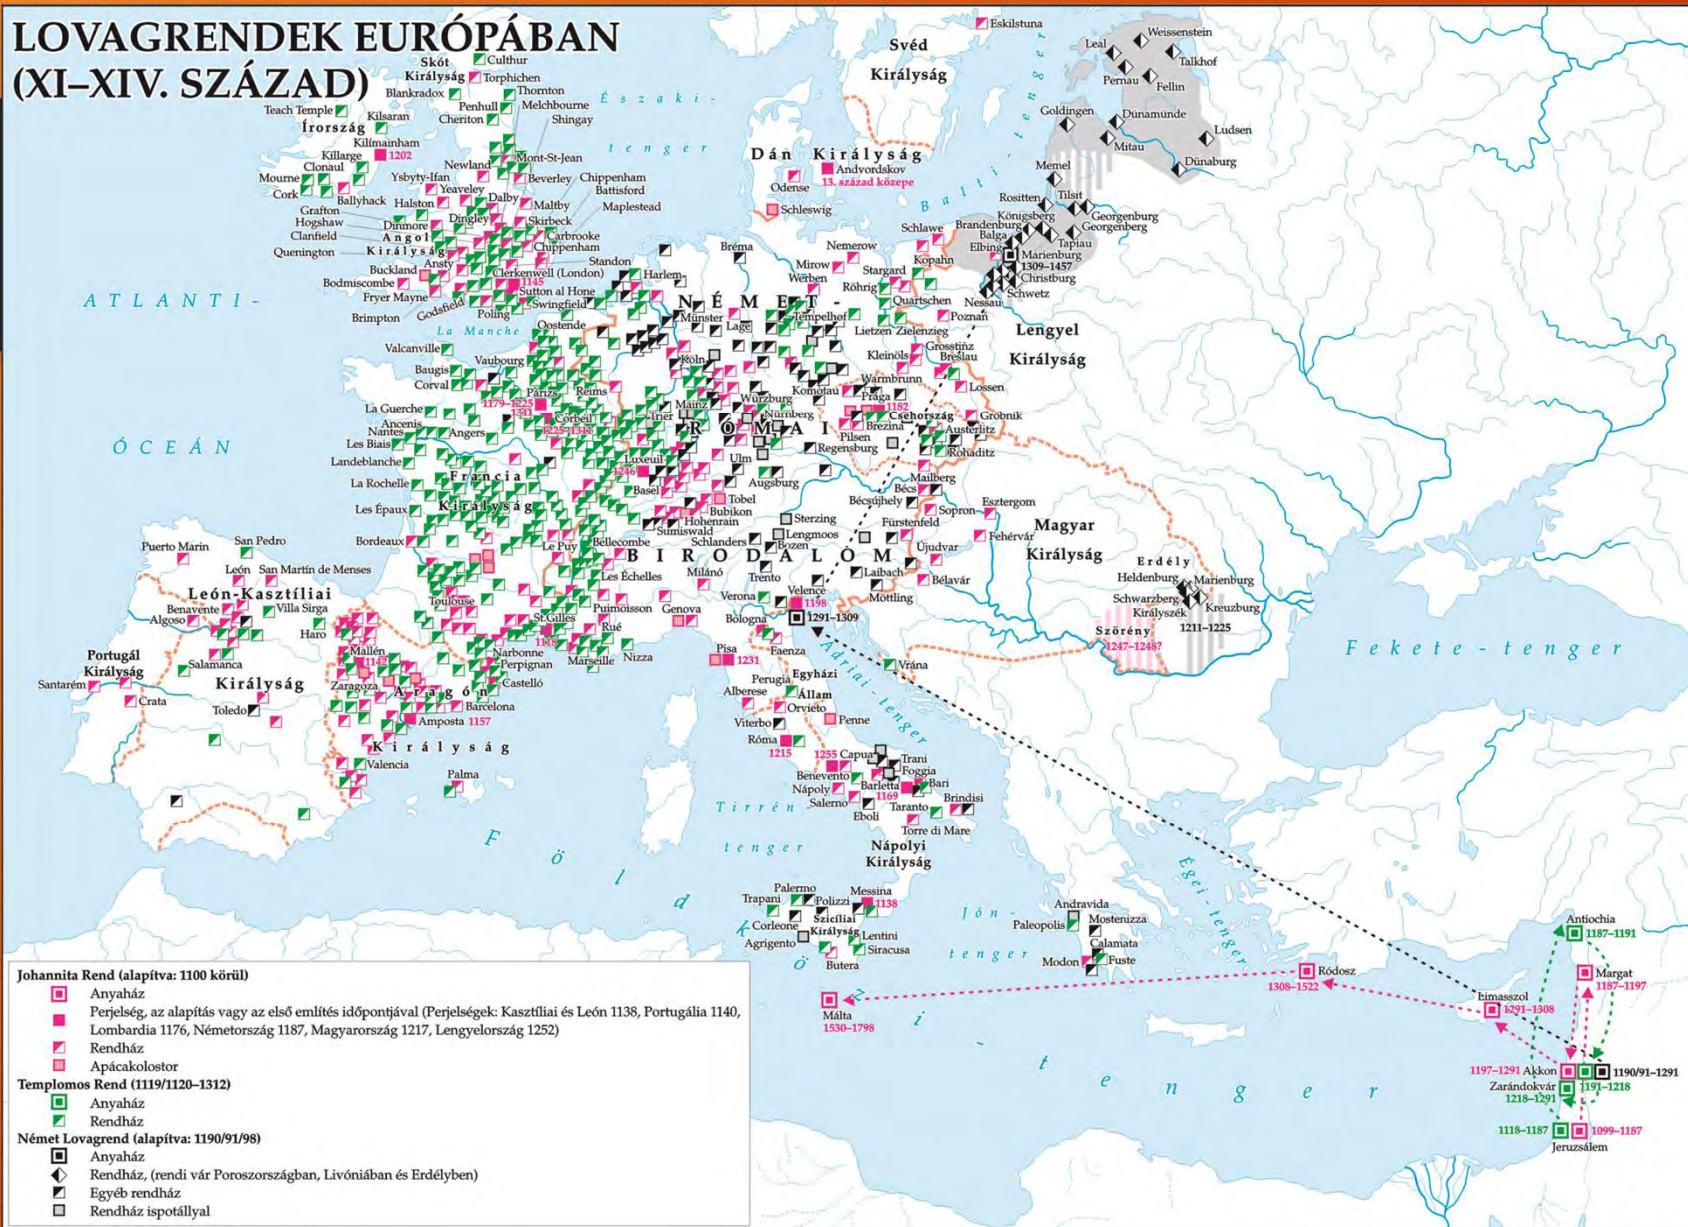 LOVAGRENDEK EURÓPÁBAN
(XI–XIV. SZÁZAD)
Skót
Királyság
Culthur
Torphichen
Blankradox
Thornton
Penhull
Melchbourne
Cheriton
Shingay
Teach Temple
Írország
Kilsaran
Kilimainham
1202
Killarge
Clonaul
Mourne
Cork
Ballyhack
Newland
Mont-St-Jean
Beverley
Ysbyty-Ifan
Yeaveley
Chippenham
Battisford
Maplestead
Halston
Dalby
Maltby
Grafton
Dingley
Skirbeck
Hogshaw
Dinmore
Carbrooke
Clanfield
Angol
Királyság
Chippenham
Quenington
Standon
Buckland
Ansty
Clerkenwell (London)
1145
Bodmiscombe
Sutton al Hone
Fryer Mayne
Godsfield
Swingfield
Brimpton
Poling
Északi-
tenger
Svéd
Királyság
Eskilstuna
Dán Királyság
Andvordskov
13. század közepe
Odense
Schleswig
Balti-tenger
Leal
Weissenstein
Talkhof
Pernau
Fellin
Goldingen
Dünamünde
Ludsen
Mitau
Dünaburg
Memel
Rositten
Tilsit
Königsberg
Georgenburg
Georgenberg
Brandenburg
Balga
Tapiau
Elbing
Marienburg
1309–1457
Christburg
Schwetz
Nessau
Schlawe
Kopahn
Nemerow
Mirow
Stargard
Werben
Röhrig
Quartschen
Poznań
Tempelhof
Lietzen
Zielenzieg
Lengyel
Királyság
Bréma
Harlem
NÉMET-
Münster
Lage
Grosstinz
Kleinöls
Breslau
Warmbrunn
Lossen
Köln
Komotau
Prága
1182
Csehország
Gröbnik
Brezina
Austerlitz
Pilsen
Rohaditz
Mainz
Würzburg
Nürnberg
Trier
RÓMAI
Regensburg
Ulm
Augsburg
Mailberg
Bécs
Esztergom
Bécsújhely
Sopron
Magyar
Királyság
Fürstenfeld
Fehérvár
Újudvar
Bélavár
Erdély
Heldenburg
Marienburg
Schwarzberg
Kreuzburg
Királyszék
1211–1225
Szörény
1247–1248?
ATLANTI-
ÓCEÁN
La Manche
Oostende
Valcanville
Vaubourg
Baugis
Corval
Párizs
1179–1225
1311
Reims
Corbeil
1225–1311
La Guerche
Ancenis
Nantes
Angers
Les Biais
Landeblanche
Luxeuil
1246
Basel
Francia
Királyság
La Rochelle
Les Épaux
Tobel
Bubikon
Hohenrain
Sumiswald
Sterzing
Lengmoos
Schlanders
Bozen
BIRODALOM
Bordeaux
Le Puy
Bellecombe
Les Échelles
Milánó
Trento
Laibach
Möttling
Velence
1198
Verona
1291–1309
Toulouse
Puimoisson
St.Gilles
1118
Rué
Genova
Bologna
Faenza
Narbonne
Perpignan
Castelló
Marseille
Nizza
Pisa
1231
Vrána
Adriai-tenger
Puerto Marin
San Pedro
León
San Martín de Menses
León-Kasztíliai
Benavente
Villa Sirga
Algoso
Haro
Portugál
Királyság
Salamanca
Királyság
Mallén
1142
Zaragoza
Aragón
Barcelona
Santarém
Crata
Toledo
Amposta 1157
Királyság
Valencia
Palma
Perugia
Egyházi
Állam
Alberese
Orvieto
Viterbo
Penne
Róma
1215
1255
Capua
Trani
Foggia
Benevento
Nápoly
Barletta
1169
Bari
Salerno
Taranto
Brindisi
Eboli
Torre di Mare
Nápolyi
Királyság
Tirrén
tenger
Palermo
Messina
1138
Trapani
Polizzi
Szicíliai
Királyság
Corleone
Lentini
Agrigento
Siracusa
Butera
Jón-
tenger
Andravida
Mostenizza
Paleopolis
Calamata
Modon
Fuste
Égei-tenger
Fekete-tenger
Földközi-tenger
Málta
1530–1798
Ródosz
1308–1522
Limasszol
1291–1308
Antiochia
1187–1191
Margat
1187–1197
1197–1291 Akkon
1190/91–1291
Zarándokvár
1218–1291
1191–1218
1118–1187
1099–1187
Jeruzsálem
Johannita Rend (alapítva: 1100 körül)
Anyaház
Perjelség, az alapítás vagy az első említés időpontjával (Perjelségek: Kasztíliai és León 1138, Portugália 1140,
Lombardia 1176, Németország 1187, Magyarország 1217, Lengyelország 1252)
Rendház
Apácakolostor
Templomos Rend (1119/1120–1312)
Anyaház
Rendház
Német Lovagrend (alapítva: 1190/91/98)
Anyaház
Rendház, (rendi vár Poroszországban, Livóniában és Erdélyben)
Egyéb rendház
Rendház ispotállyal